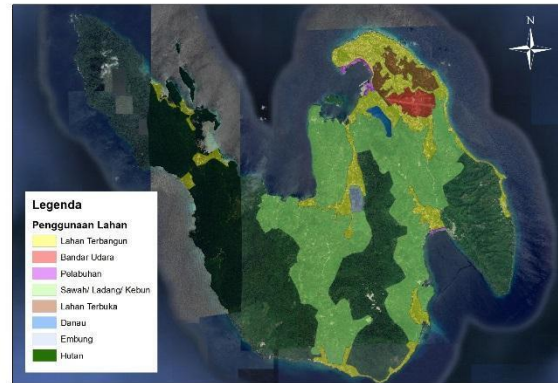 N
Legenda
Penggunaan Lahan
Lahan Terbangun
Bandar Udara
Pelabuhan
Sawah/ Ladang/ Kebun
Lahan Terbuka
Danau
Embung
Hutan